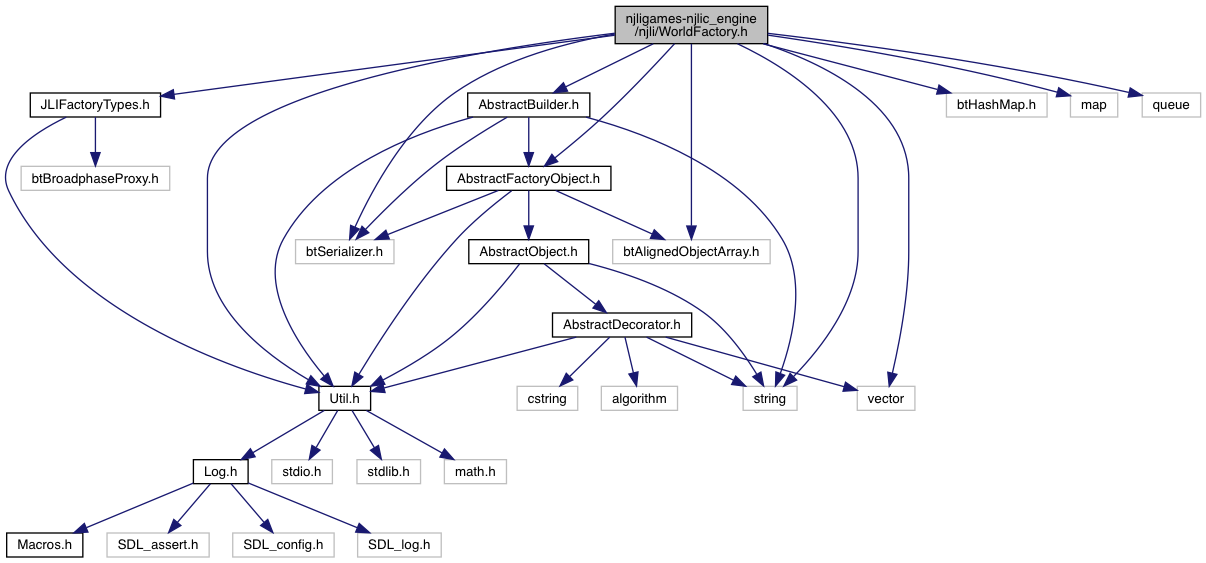 njligames-njlic_engine
/njli/WorldFactory.h
JLIFactoryTypes.h
AbstractBuilder.h
btHashMap.h
map
queue
btBroadphaseProxy.h
AbstractFactoryObject.h
btSerializer.h
AbstractObject.h
btAlignedObjectArray.h
AbstractDecorator.h
Util.h
cstring
algorithm
string
vector
Log.h
stdio.h
stdlib.h
math.h
Macros.h
SDL_assert.h
SDL_config.h
SDL_log.h